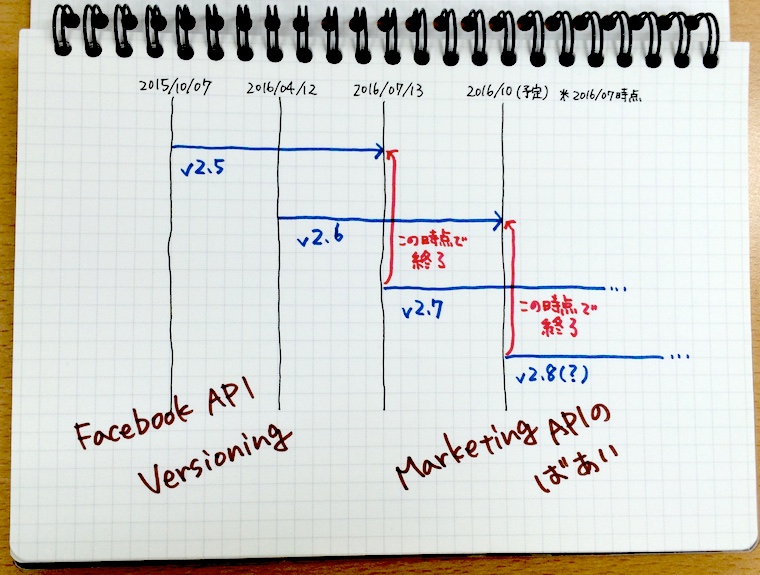 2015/10/07 2016/04/12 2016/07/13 2016/10 (予定) *2016/07時点
v2.5
v2.6
この時点で
終了
v2.7
この時点で
終了
v2.8(?)
Facebook API
Versioning
Marketing APIの
ばあい